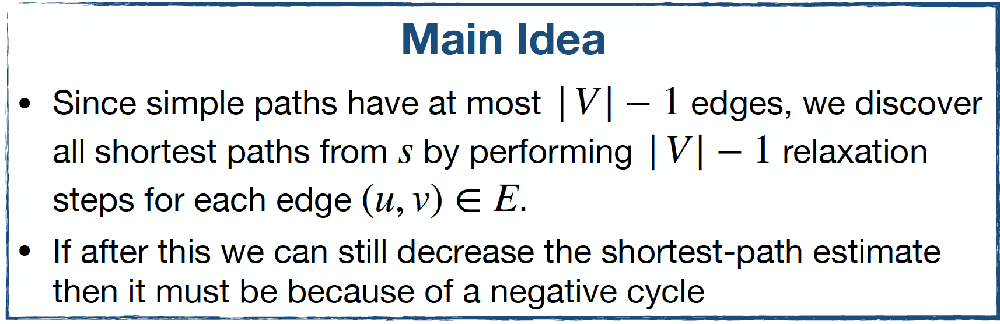 Main Idea
• Since simple paths have at most |V| − 1 edges, we discover
all shortest paths from s by performing |V| − 1 relaxation
steps for each edge (u, v) ∈ E.
• If after this we can still decrease the shortest-path estimate
then it must be because of a negative cycle